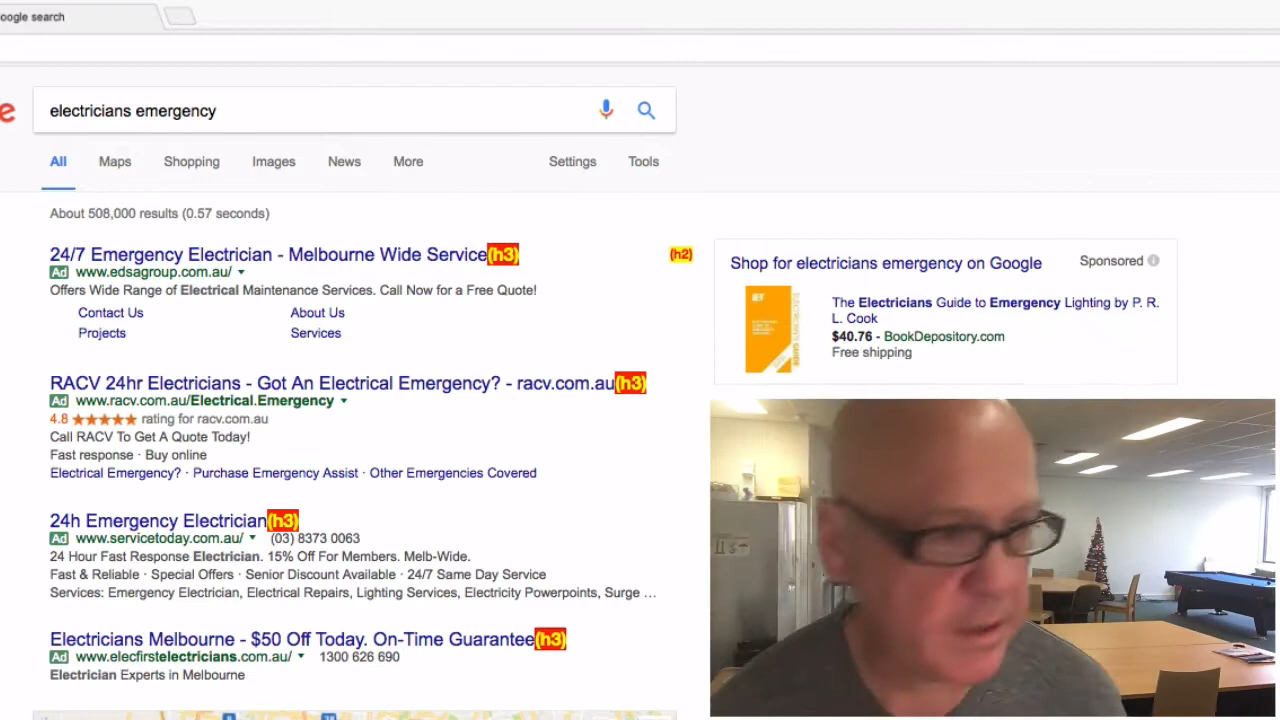 oogle search
e
electricians emergency
All Maps Shopping Images News More Settings Tools
About 508,000 results (0.57 seconds)
24/7 Emergency Electrician - Melbourne Wide Service(h3)
Ad www.edsagroup.com.au/
Offers Wide Range of Electrical Maintenance Services. Call Now for a Free Quote!
Contact Us About Us
Projects Services
RACV 24hr Electricians - Got An Electrical Emergency? - racv.com.au(h3)
Ad www.racv.com.au/Electrical.Emergency
4.8 ★★★★★ rating for racv.com.au
Call RACV To Get A Quote Today!
Fast response · Buy online
Electrical Emergency? · Purchase Emergency Assist · Other Emergencies Covered
24h Emergency Electrician(h3)
Ad www.servicetoday.com.au/ (03) 8373 0063
24 Hour Fast Response Electrician. 15% Off For Members. Melb-Wide.
Fast & Reliable · Special Offers · Senior Discount Available · 24/7 Same Day Service
Services: Emergency Electrician, Electrical Repairs, Lighting Services, Electricity Powerpoints, Surge ...
Electricians Melbourne - $50 Off Today. On-Time Guarantee(h3)
Ad www.elecfirstelectricians.com.au/ 1300 626 690
Electrician Experts in Melbourne
(h2)
Shop for electricians emergency on Google Sponsored
The Electricians Guide to Emergency Lighting by P. R.
L. Cook
$40.76 - BookDepository.com
Free shipping